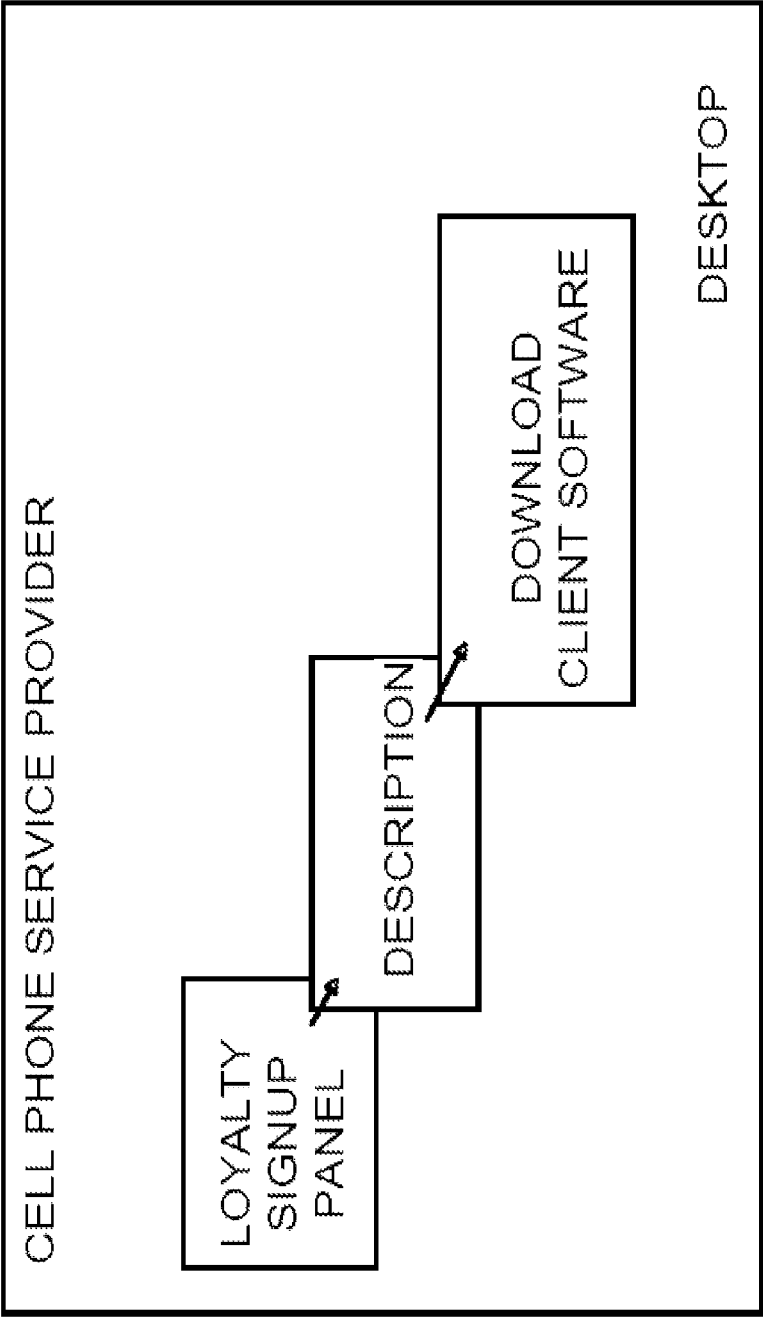 CELL PHONE SERVICE PROVIDER
LOYALTY
SIGNUP
PANEL
DESCRIPTION
DOWNLOAD
CLIENT SOFTWARE
DESKTOP